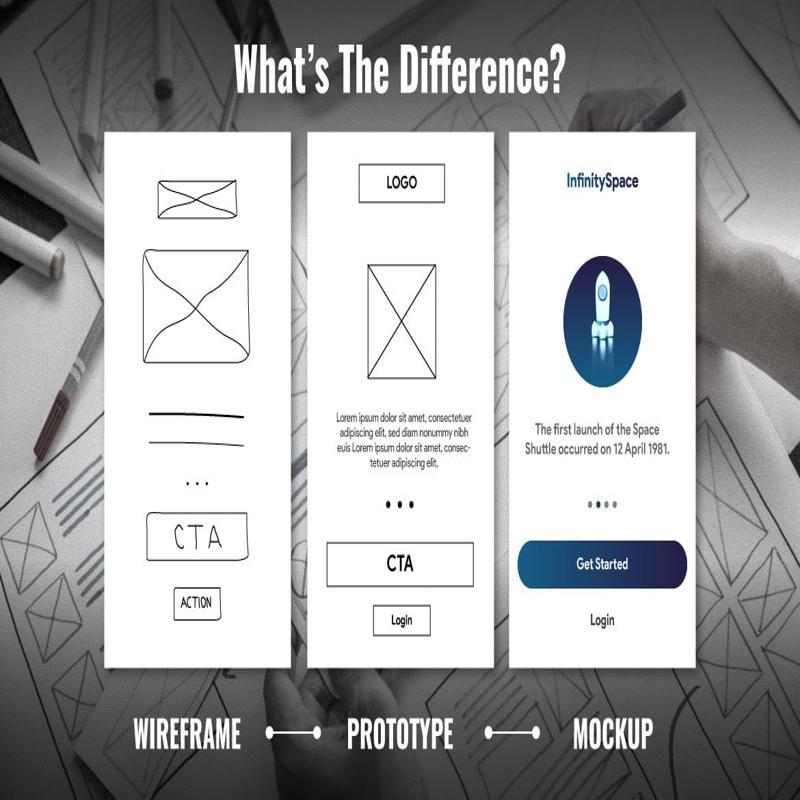 What's The Difference?
CTA
ACTION
LOGO
Lorem ipsum dolor sit amet, consectetuer
adipiscing elit, sed diam nonummy nibh
euis Lorem ipsum dolor sit amet, consec-
tetuer adipiscing elit,
CTA
Login
InfinitySpace
The first launch of the Space
Shuttle occurred on 12 April 1981.
Get Started
Login
WIREFRAME
PROTOTYPE
MOCKUP